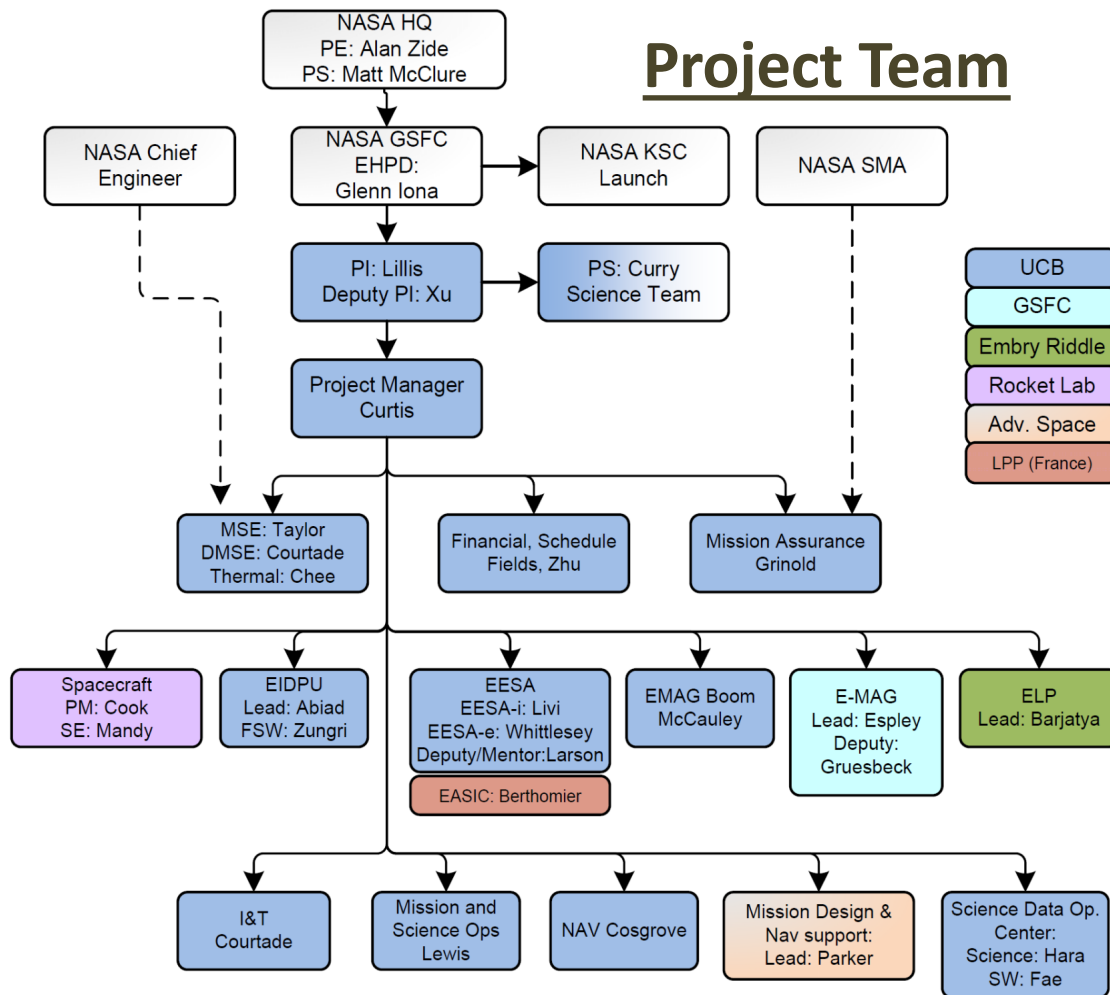 Project Team
NASA HQ
PE: Alan Zide
PS: Matt McClure
NASA Chief
Engineer
NASA GSFC
EHPD:
Glenn Iona
NASA KSC
Launch
NASA SMA
PI: Lillis
Deputy PI: Xu
PS: Curry
Science Team
UCB
GSFC
Embry Riddle
Rocket Lab
Adv. Space
LPP (France)
Project Manager
Curtis
MSE: Taylor
DMSE: Courtade
Thermal: Chee
Financial, Schedule
Fields, Zhu
Mission Assurance
Grinold
Spacecraft
PM: Cook
SE: Mandy
EIDPU
Lead: Abiad
FSW: Zungri
EESA
EESA-i: Livi
EESA-e: Whittlesey
Deputy/Mentor:Larson
EASIC: Berthomier
EMAG Boom
McCauley
E-MAG
Lead: Espley
Deputy:
Gruesbeck
ELP
Lead: Barjatya
I&T
Courtade
Mission and
Science Ops
Lewis
NAV Cosgrove
Mission Design &
Nav support:
Lead: Parker
Science Data Op.
Center:
Science: Hara
SW: Fae